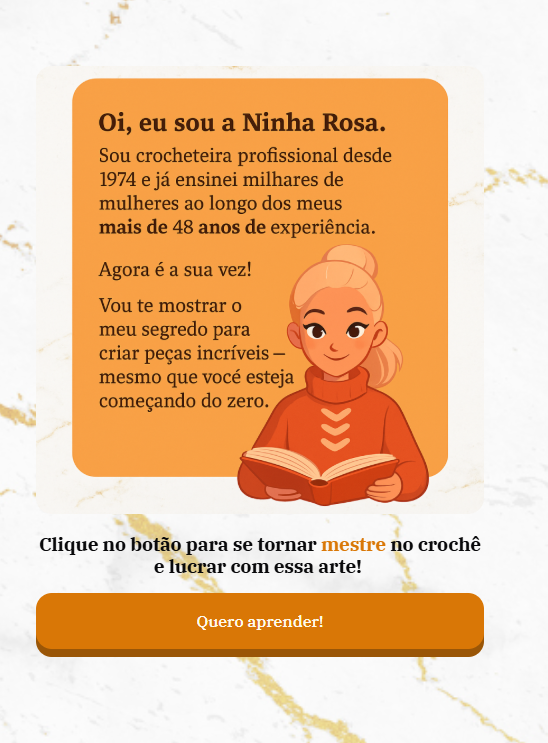 Oi, eu sou a Ninha Rosa.
Sou crocheteira profissional desde
1974 e já ensinei milhares de
mulheres ao longo dos meus
mais de 48 anos de experiência.
Agora é a sua vez!
Vou te mostrar o
meu segredo para
criar peças incríveis –
mesmo que vocé esteja
começando do zero.
Clique no botão para se tornar mestre no crochê
e lucrar com essa arte!
Quero aprender!